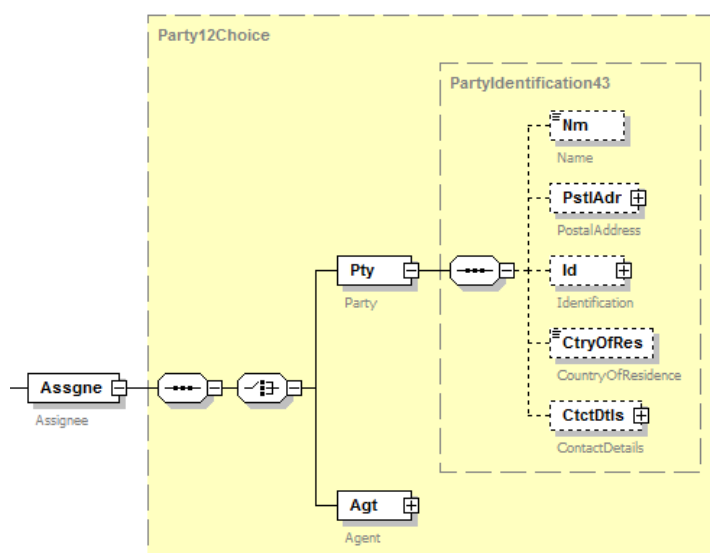 Party12Choice
PartyIdentification43
Nm
Name
PstlAdr
PostalAddress
Pty
Party
Id
Identification
CtryOfRes
CountryOfResidence
Assgne
Assignee
CtctDtls
ContactDetails
Agt
Agent